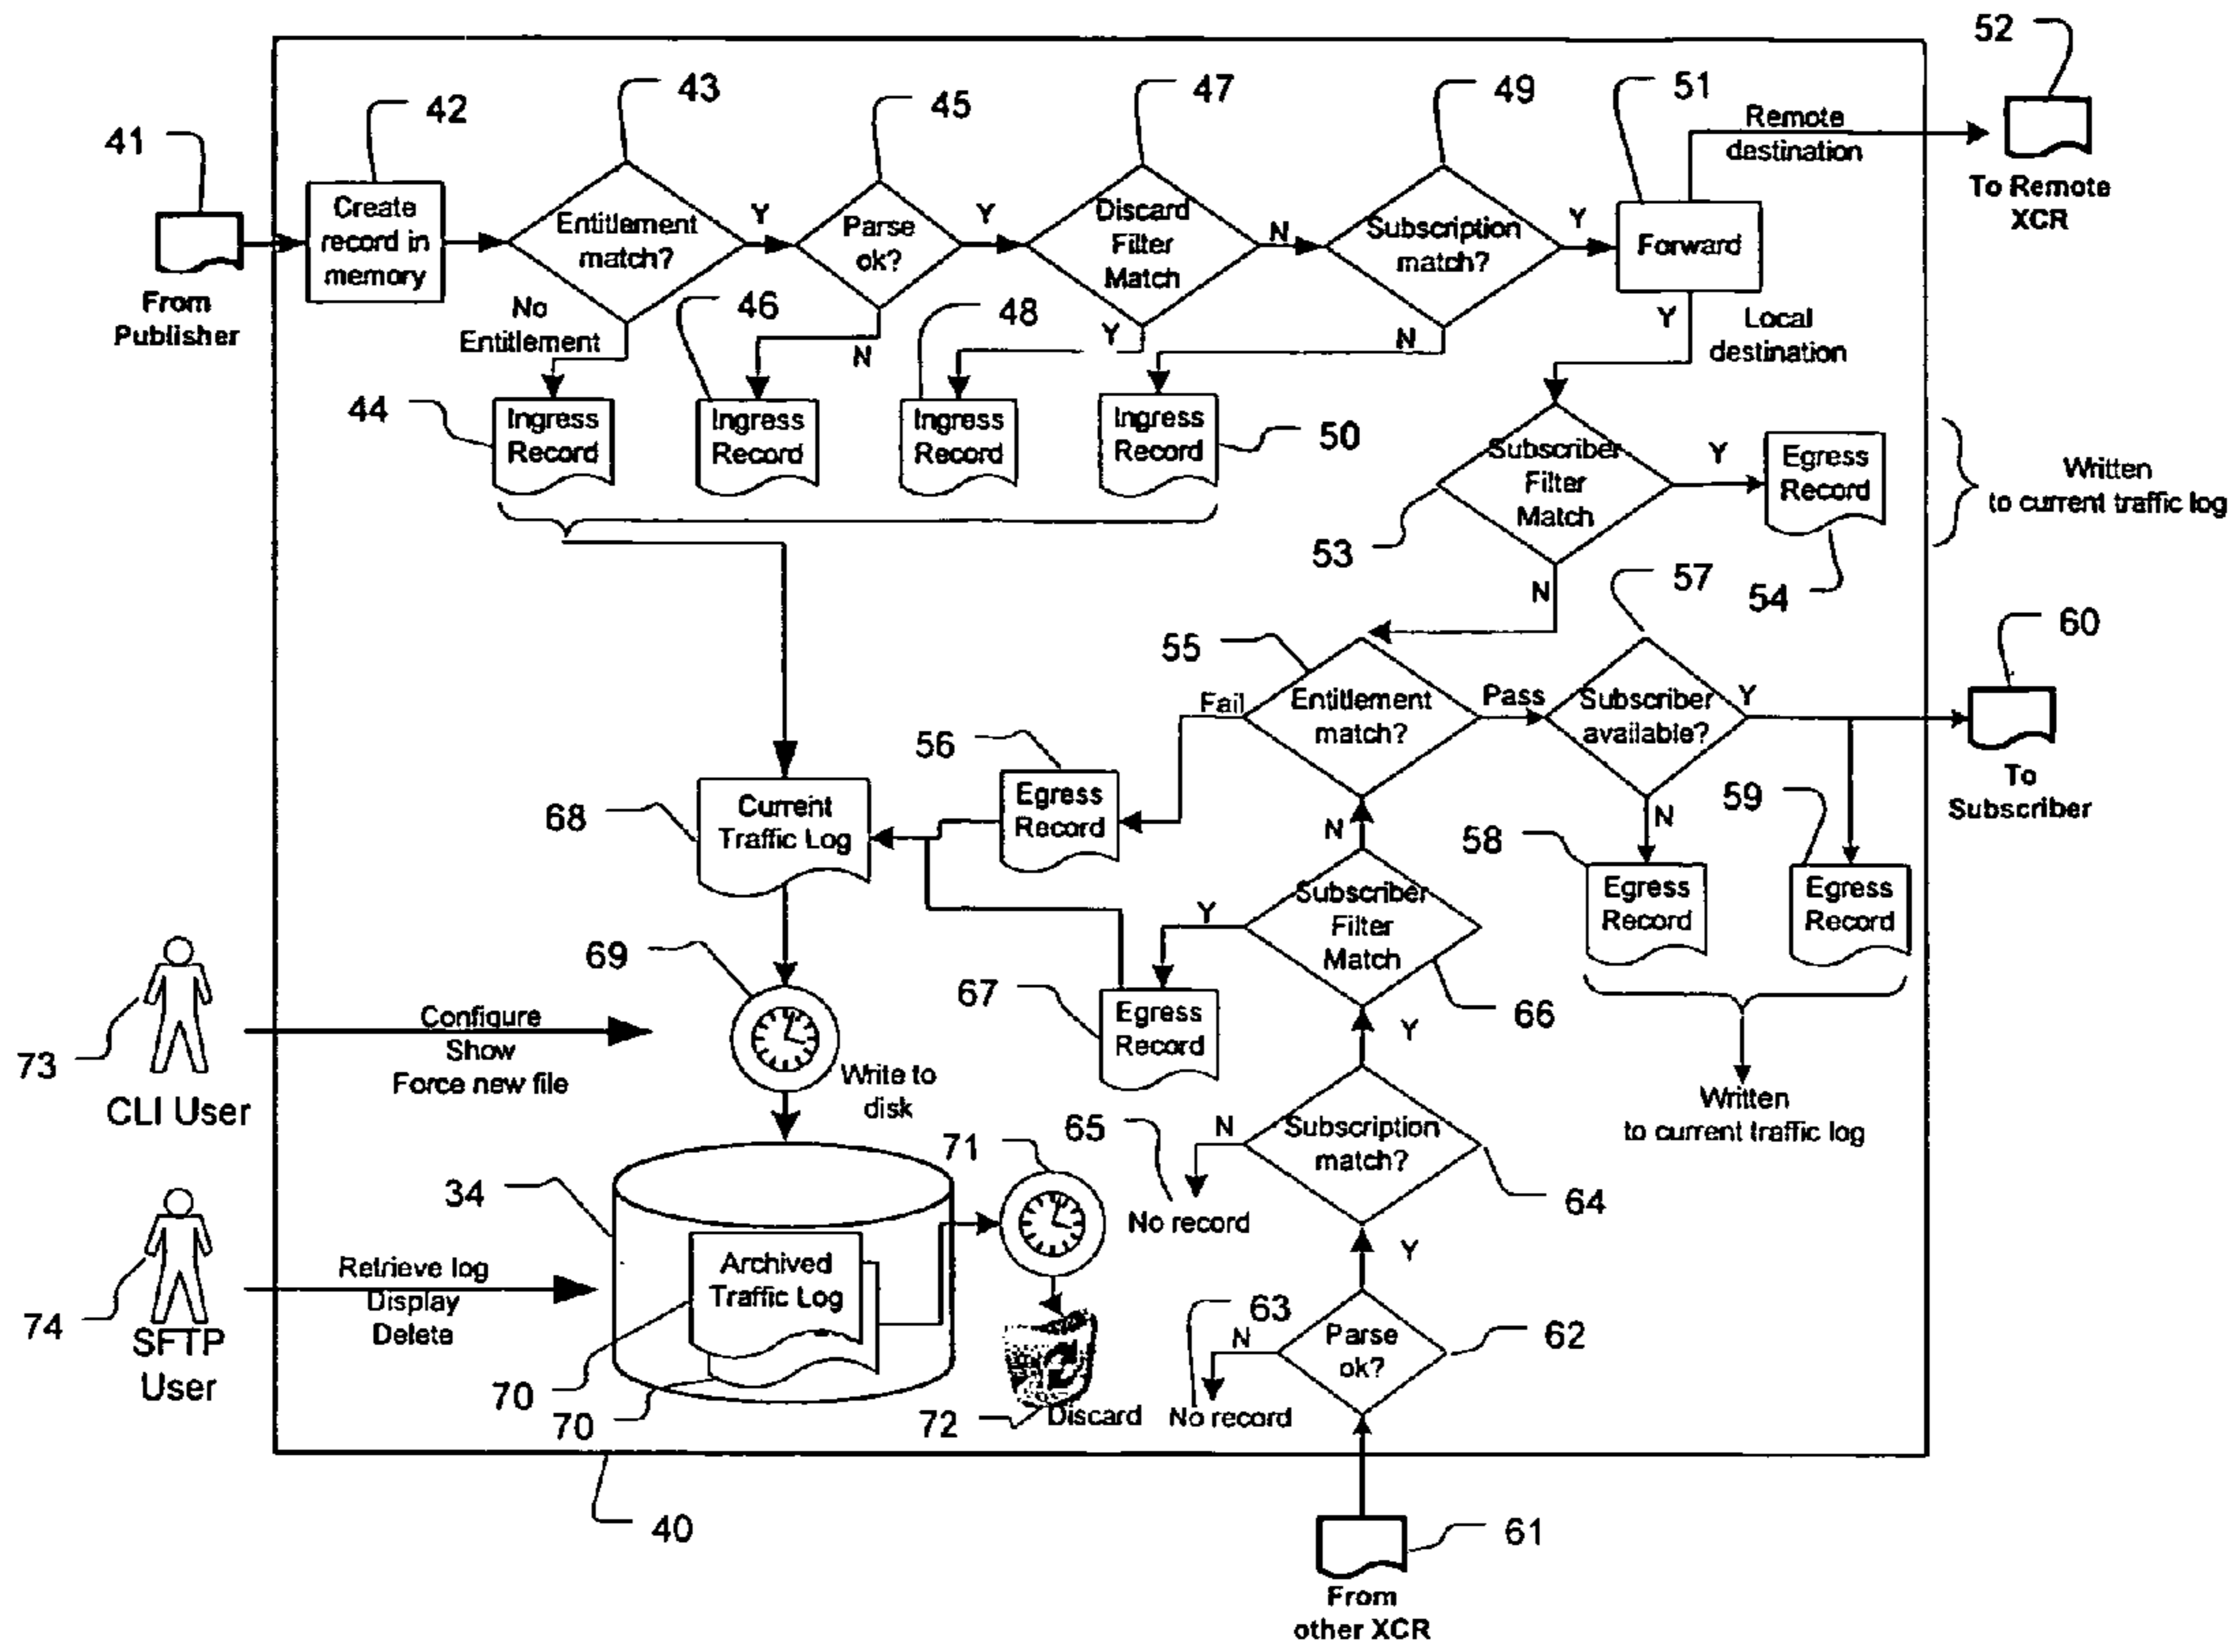 52
43
47
49
51
42
45
41
Remote
destination
To Remote
XCR
From
Publisher
Create
record in
memory
Entitlement
match?
Y
Parse
ok?
Y
Discard
Filter
Match
N
Subscription
match?
Y
Forward
No
Entitlement
46
N
48
Y
N
Y
Local
destination
44
Ingress
Record
Ingress
Record
Ingress
Record
Ingress
Record
50
Subscriber
Filter
Match
53
Y
Egress
Record
54
Written
to current traffic log
N
57
55
60
Fail
Entitlement
match?
Pass
Subscriber
available?
Y
To
Subscriber
56
Egress
Record
68
Current
Traffic Log
N
N
58
59
Egress
Record
Egress
Record
Subscriber
Filter
Match
Y
66
67
Egress
Record
69
73
CLI User
Configure
Show
Force new file
Write to
disk
Y
Written
to current traffic log
65
N
Subscription
match?
64
No record
71
34
Archived
Traffic Log
70
70
74
SFTP
User
Retrieve log
Display
Delete
Y
63
N
Parse
ok?
62
No record
72
Discard
40
61
From
other XCR